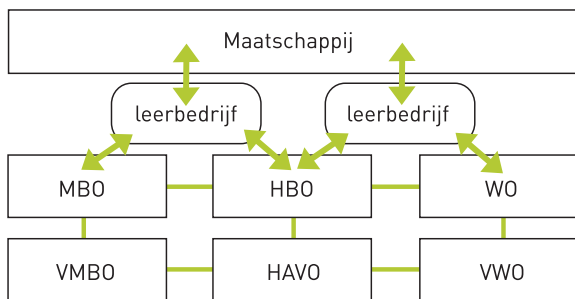 Maatschappij
leerbedrijf leerbedrijf
MBO HBO WO
VMBO HAVO VWO